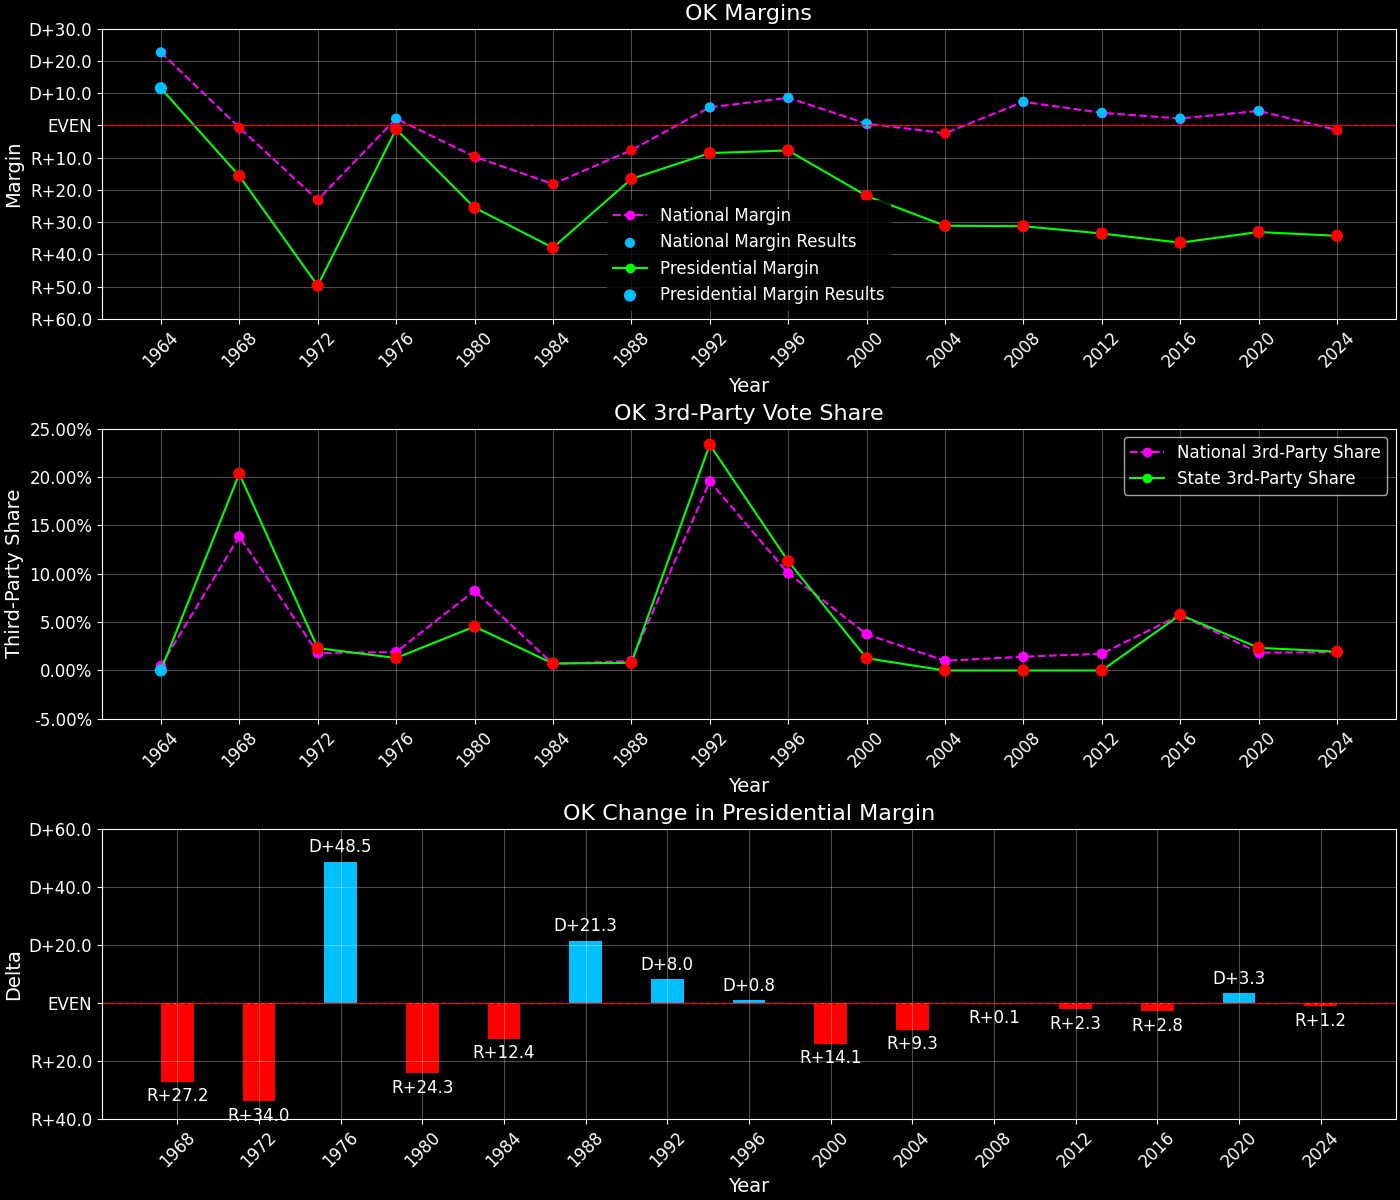 OK Margins
D+30.0
D+20.0
D+10.0
EVEN
R+10.0
R+20.0
R+30.0
R+40.0
R+50.0
R+60.0
Margin
National Margin
National Margin Results
Presidential Margin
Presidential Margin Results
1964 1968 1972 1976 1980 1984 1988 1992 1996 2000 2004 2008 2012 2016 2020 2024
Year
OK 3rd-Party Vote Share
25.00%
20.00%
15.00%
10.00%
5.00%
0.00%
-5.00%
Third-Party Share
National 3rd-Party Share
State 3rd-Party Share
1964 1968 1972 1976 1980 1984 1988 1992 1996 2000 2004 2008 2012 2016 2020 2024
Year
OK Change in Presidential Margin
D+60.0
D+40.0
D+20.0
EVEN
R+20.0
R+40.0
Delta
R+27.2
R+34.0
D+48.5
R+24.3
R+12.4
D+21.3
D+8.0
D+0.8
R+14.1
R+9.3
R+0.1
R+2.3
R+2.8
D+3.3
R+1.2
1968 1972 1976 1980 1984 1988 1992 1996 2000 2004 2008 2012 2016 2020 2024
Year